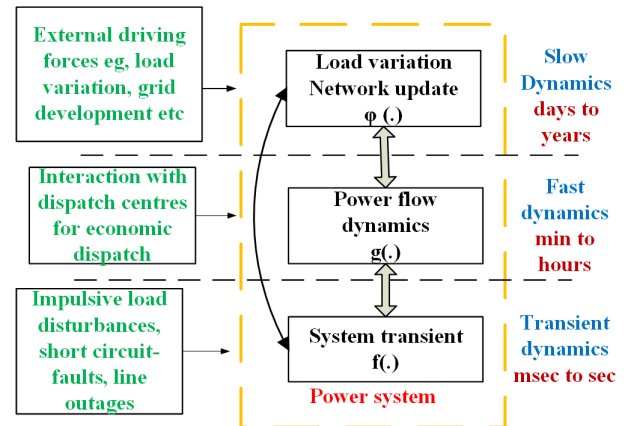 External driving
forces eg, load
variation, grid
development etc
Load variation
Network update
φ (.)
Slow
Dynamics
days to
years
Interaction with
dispatch centres
for economic
dispatch
Power flow
dynamics
g(.)
Fast
dynamics
min to
hours
Impulsive load
disturbances,
short circuit-
faults, line
outages
System transient
f(.)
Power system
Transient
dynamics
msec to sec